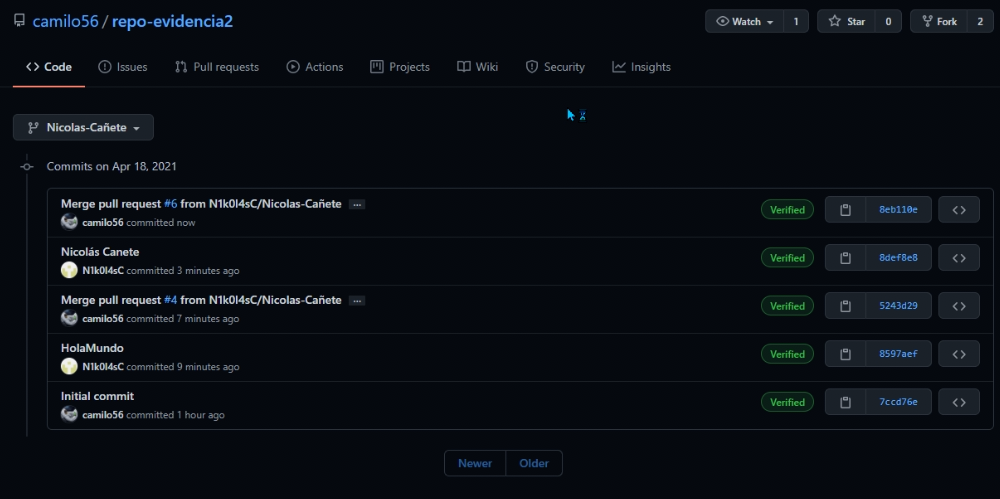 camilo56 / repo-evidencia2
Watch 1 Star 0 Fork 2
Code Issues Pull requests Actions Projects Wiki Security Insights
Nicolas-Cañete
Commits on Apr 18, 2021
Merge pull request #6 from N1k0l4sC/Nicolas-Cañete ...
camilo56 committed now
Verified 8eb110e
Nicolás Canete
N1k0l4sC committed 3 minutes ago
Verified 8def8e8
Merge pull request #4 from N1k0l4sC/Nicolas-Cañete ...
camilo56 committed 7 minutes ago
Verified 5243d29
HolaMundo
N1k0l4sC committed 9 minutes ago
Verified 8597aef
Initial commit
camilo56 committed 1 hour ago
Verified 7ccd76e
Newer Older